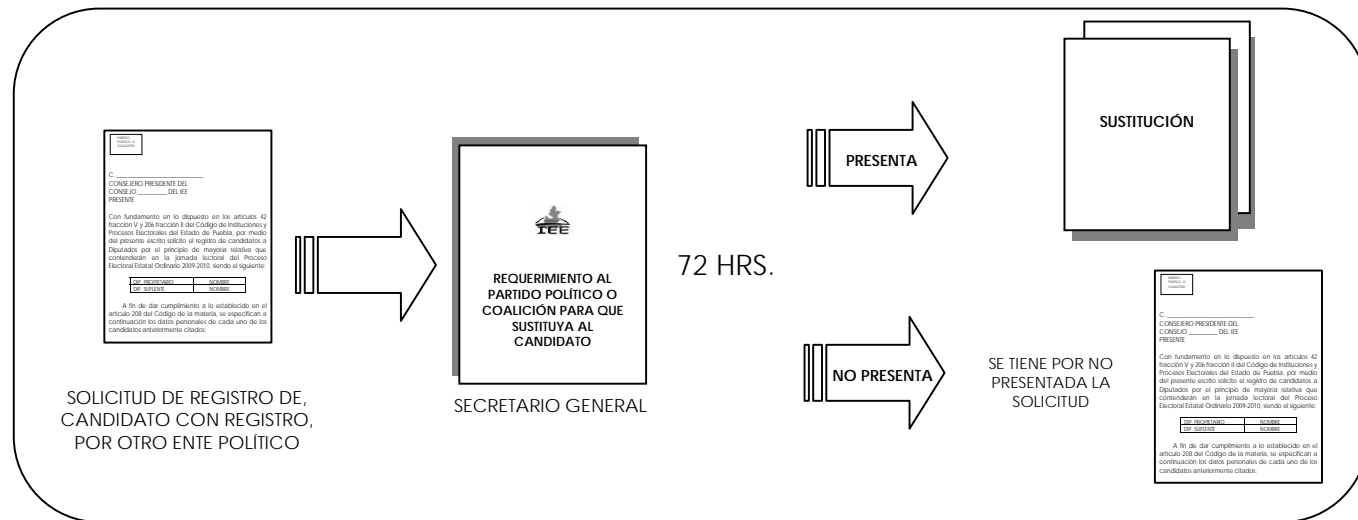 PARTIDO
POLÍTICO O
COALICIÓN
C. ___________________________
CONSEJERO PRESIDENTE DEL
CONSEJO _________ DEL IEE
PRESENTE
Con fundamento en lo dispuesto en los artículos 42
fracción V y 206 fracción II del Código de Instituciones y
Procesos Electorales del Estado de Puebla, por medio
del presente escrito solicito el registro de candidatos a
Diputados por el principio de mayoría relativa que
contenderán en la jornada lectoral del Proceso
Electoral Estatal Ordinario 2009-2010, siendo el siguiente:
DIP. PROPIETARIO NOMBRE
DIP. SUPLENTE NOMBRE
A fin de dar cumplimiento a lo establecido en el
artículo 208 del Código de la materia, se especifican a
continuación los datos personales de cada uno de los
candidatos anteriormente citados:
SOLICITUD DE REGISTRO DE,
CANDIDATO CON REGISTRO,
POR OTRO ENTE POLÍTICO
IEE
REQUERIMIENTO AL
PARTIDO POLÍTICO O
COALICIÓN PARA QUE
SUSTITUYA AL
CANDIDATO
SECRETARIO GENERAL
72 HRS.
PRESENTA
SUSTITUCIÓN
NO PRESENTA
SE TIENE POR NO
PRESENTADA LA
SOLICITUD
PARTIDO
POLÍTICO O
COALICIÓN
C. ___________________________
CONSEJERO PRESIDENTE DEL
CONSEJO _________ DEL IEE
PRESENTE
Con fundamento en lo dispuesto en los artículos 42
fracción V y 206 fracción II del Código de Instituciones y
Procesos Electorales del Estado de Puebla, por medio
del presente escrito solicito el registro de candidatos a
Diputados por el principio de mayoría relativa que
contenderán en la jornada lectoral del Proceso
Electoral Estatal Ordinario 2009-2010, siendo el siguiente:
DIP. PROPIETARIO NOMBRE
DIP. SUPLENTE NOMBRE
A fin de dar cumplimiento a lo establecido en el
artículo 208 del Código de la materia, se especifican a
continuación los datos personales de cada uno de los
candidatos anteriormente citados: